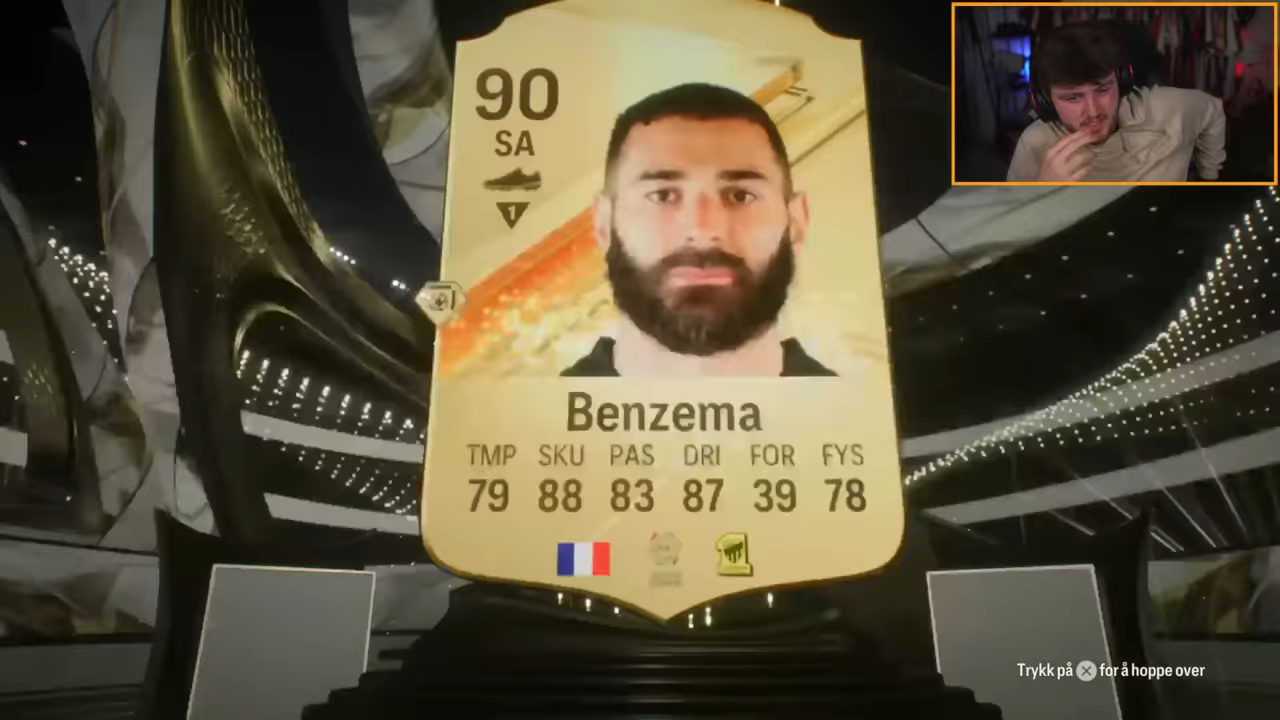 90
SA
1
Benzema
TMP SKU PAS DRI FOR FYS
79 88 83 87 39 78
Trykk på ⓧ for å hoppe over